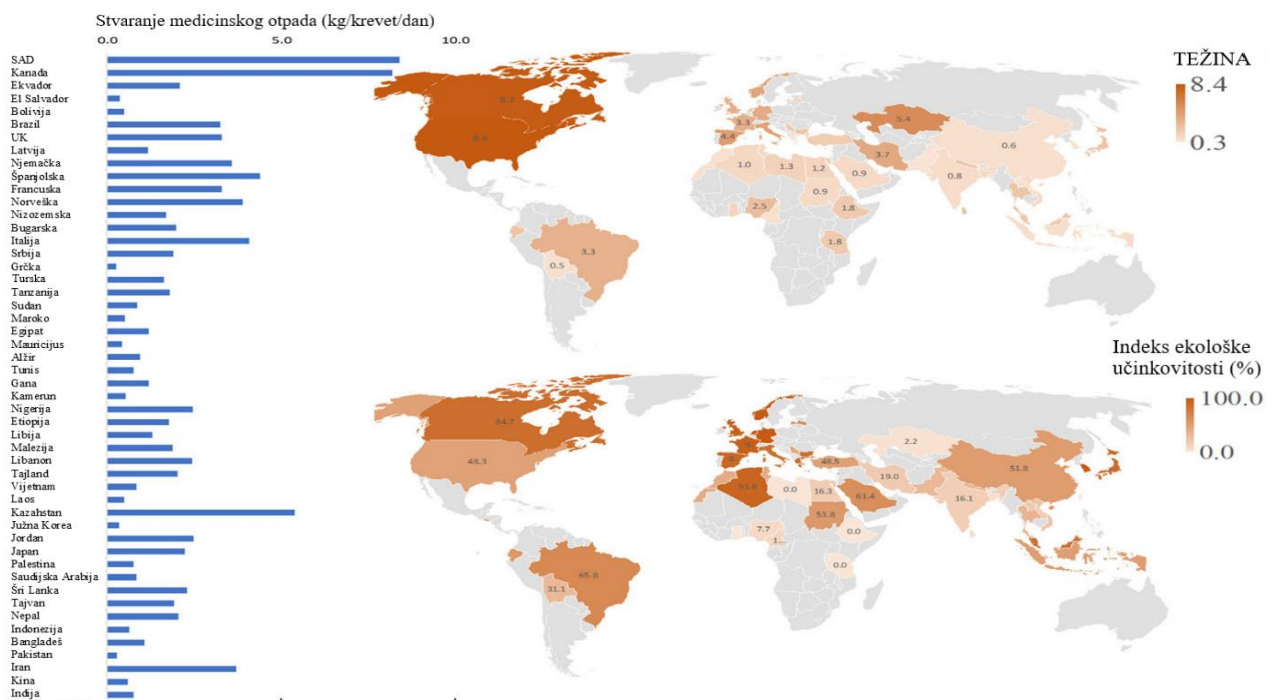 Stvaranje medicinskog otpada (kg/krevet/dan)
0.0 5.0 10.0
SAD
Kanada
Ekvador
El Salvador
Bolivija
Brazil
UK
Latvija
Njemačka
Španjolska
Francuska
Norveška
Nizozemska
Bugarska
Italija
Srbija
Grčka
Turska
Tanzanija
Sudan
Maroko
Egipat
Mauricijus
Alžir
Tunis
Gana
Kamerun
Nigerija
Etiopija
Libija
Malezija
Libanon
Tajland
Vijetnam
Laos
Kazahstan
Južna Korea
Jordan
Japan
Palestina
Saudijska Arabija
Šri Lanka
Tajvan
Nepal
Indonezija
Bangladeš
Pakistan
Iran
Kina
Indija
TEŽINA
8.4
0.3
8.2
8.4
3.3
0.5
3.3
4.4
5.4
3.7
0.6
1.0
1.3
1.2
0.9
0.8
0.9
2.5
1.8
1.8
Indeks ekološke
učinkovitosti (%)
100.0
0.0
84.7
48.3
65.8
31.1
2.2
48.5
19.0
51.8
0.0
16.3
61.4
16.1
53.8
7.7
1...
0.0
0.0